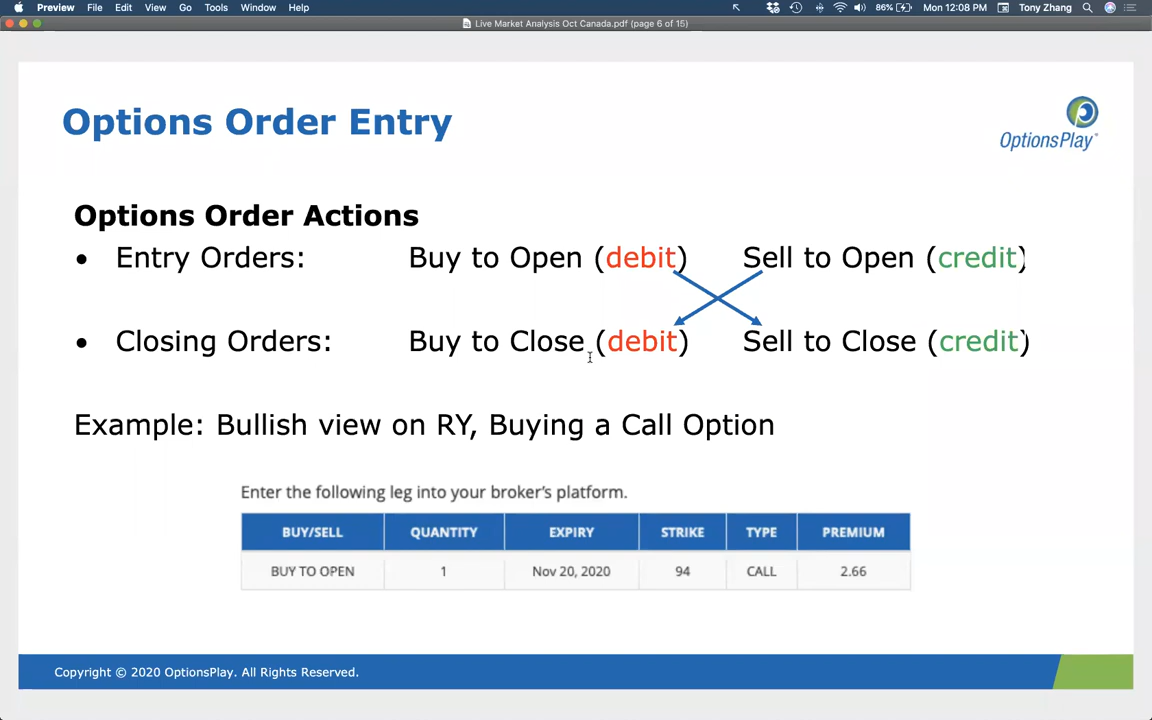 Preview File Edit View Go Tools Window Help 86% Mon 12:08 PM Tony Zhang
Live Market Analysis Oct Canada.pdf (page 6 of 15)
Options Order Entry
OptionsPlay
Options Order Actions
• Entry Orders: Buy to Open (debit) Sell to Open (credit)
• Closing Orders: Buy to Close (debit) Sell to Close (credit)
Example: Bullish view on RY, Buying a Call Option
Enter the following leg into your broker's platform.
BUY/SELL QUANTITY EXPIRY STRIKE TYPE PREMIUM
BUY TO OPEN 1 Nov 20, 2020 94 CALL 2.66
Copyright © 2020 OptionsPlay. All Rights Reserved.